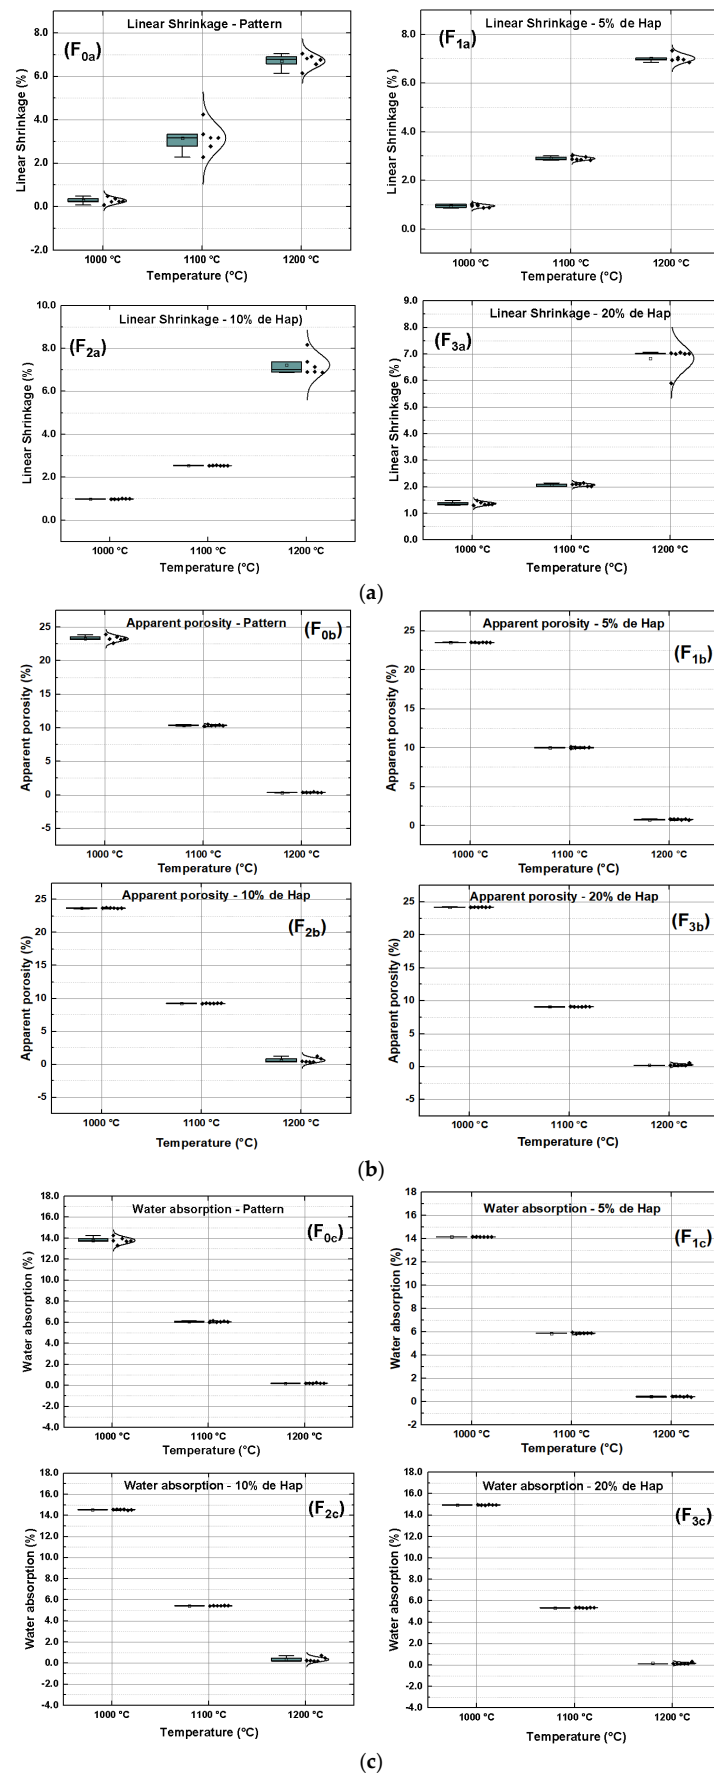 Linear Shrinkage - Pattern
(F0a)
Linear Shrinkage (% )
8.0
6.0
4.0
2.0
0.0
-2.0
1000 °C 1100 °C 1200 °C
Temperature (°C)
Linear Shrinkage - 5% de Hap
(F1a)
Linear Shrinkage (% )
8.0
6.0
4.0
2.0
0.0
1000 °C 1100 °C 1200 °C
Temperature (°C)
Linear Shrinkage - 10% de Hap)
(F2a)
Linear Shrinkage (% )
10.0
8.0
6.0
4.0
2.0
0.0
1000 °C 1100 °C 1200 °C
Temperature (°C)
Linear Shrinkage - 20% de Hap
(F3a)
Linear Shrinkage (% )
9.0
8.0
7.0
6.0
5.0
4.0
3.0
2.0
1.0
0.0
1000 °C 1100 °C 1200 °C
Temperature (°C)
(a)
Apparent porosity - Pattern
(F0b)
Apparent porosity (%)
25
20
15
10
5
0
-5
1000 °C 1100 °C 1200 °C
Temperature (°C)
Apparent porosity - 5% de Hap
(F1b)
Apparent porosity (%)
25
20
15
10
5
0
1000 °C 1100 °C 1200 °C
Temperature (°C)
Apparent porosity - 10% de Hap
(F2b)
Apparent porosity (%)
25
20
15
10
5
0
-5
1000 °C 1100 °C 1200 °C
Temperature (°C)
Apparent porosity - 20% de Hap
(F3b)
Apparent porosity (%)
25
20
15
10
5
0
-5
1000 °C 1100 °C 1200 °C
Temperature (°C)
(b)
Water absorption - Pattern
(F0c)
Water absorption (%)
18.0
16.0
14.0
12.0
10.0
8.0
6.0
4.0
2.0
0.0
-2.0
-4.0
1000 °C 1100 °C 1200 °C
Temperature (°C)
Water absorption - 5% de Hap
(F1c)
Water absorption (%)
18
16
14
12
10
8
6
4
2
0
-2
1000 °C 1100 °C 1200 °C
Temperature (°C)
Water absorption - 10% de Hap
(F2c)
Water absorption (%)
18.0
16.0
14.0
12.0
10.0
8.0
6.0
4.0
2.0
0.0
-2.0
-4.0
1000 °C 1100 °C 1200 °C
Temperature (°C)
Water absorption - 20% de Hap
(F3c)
Water absorption (%)
18.0
16.0
14.0
12.0
10.0
8.0
6.0
4.0
2.0
0.0
-2.0
-4.0
1000 °C 1100 °C 1200 °C
Temperature (°C)
(c)